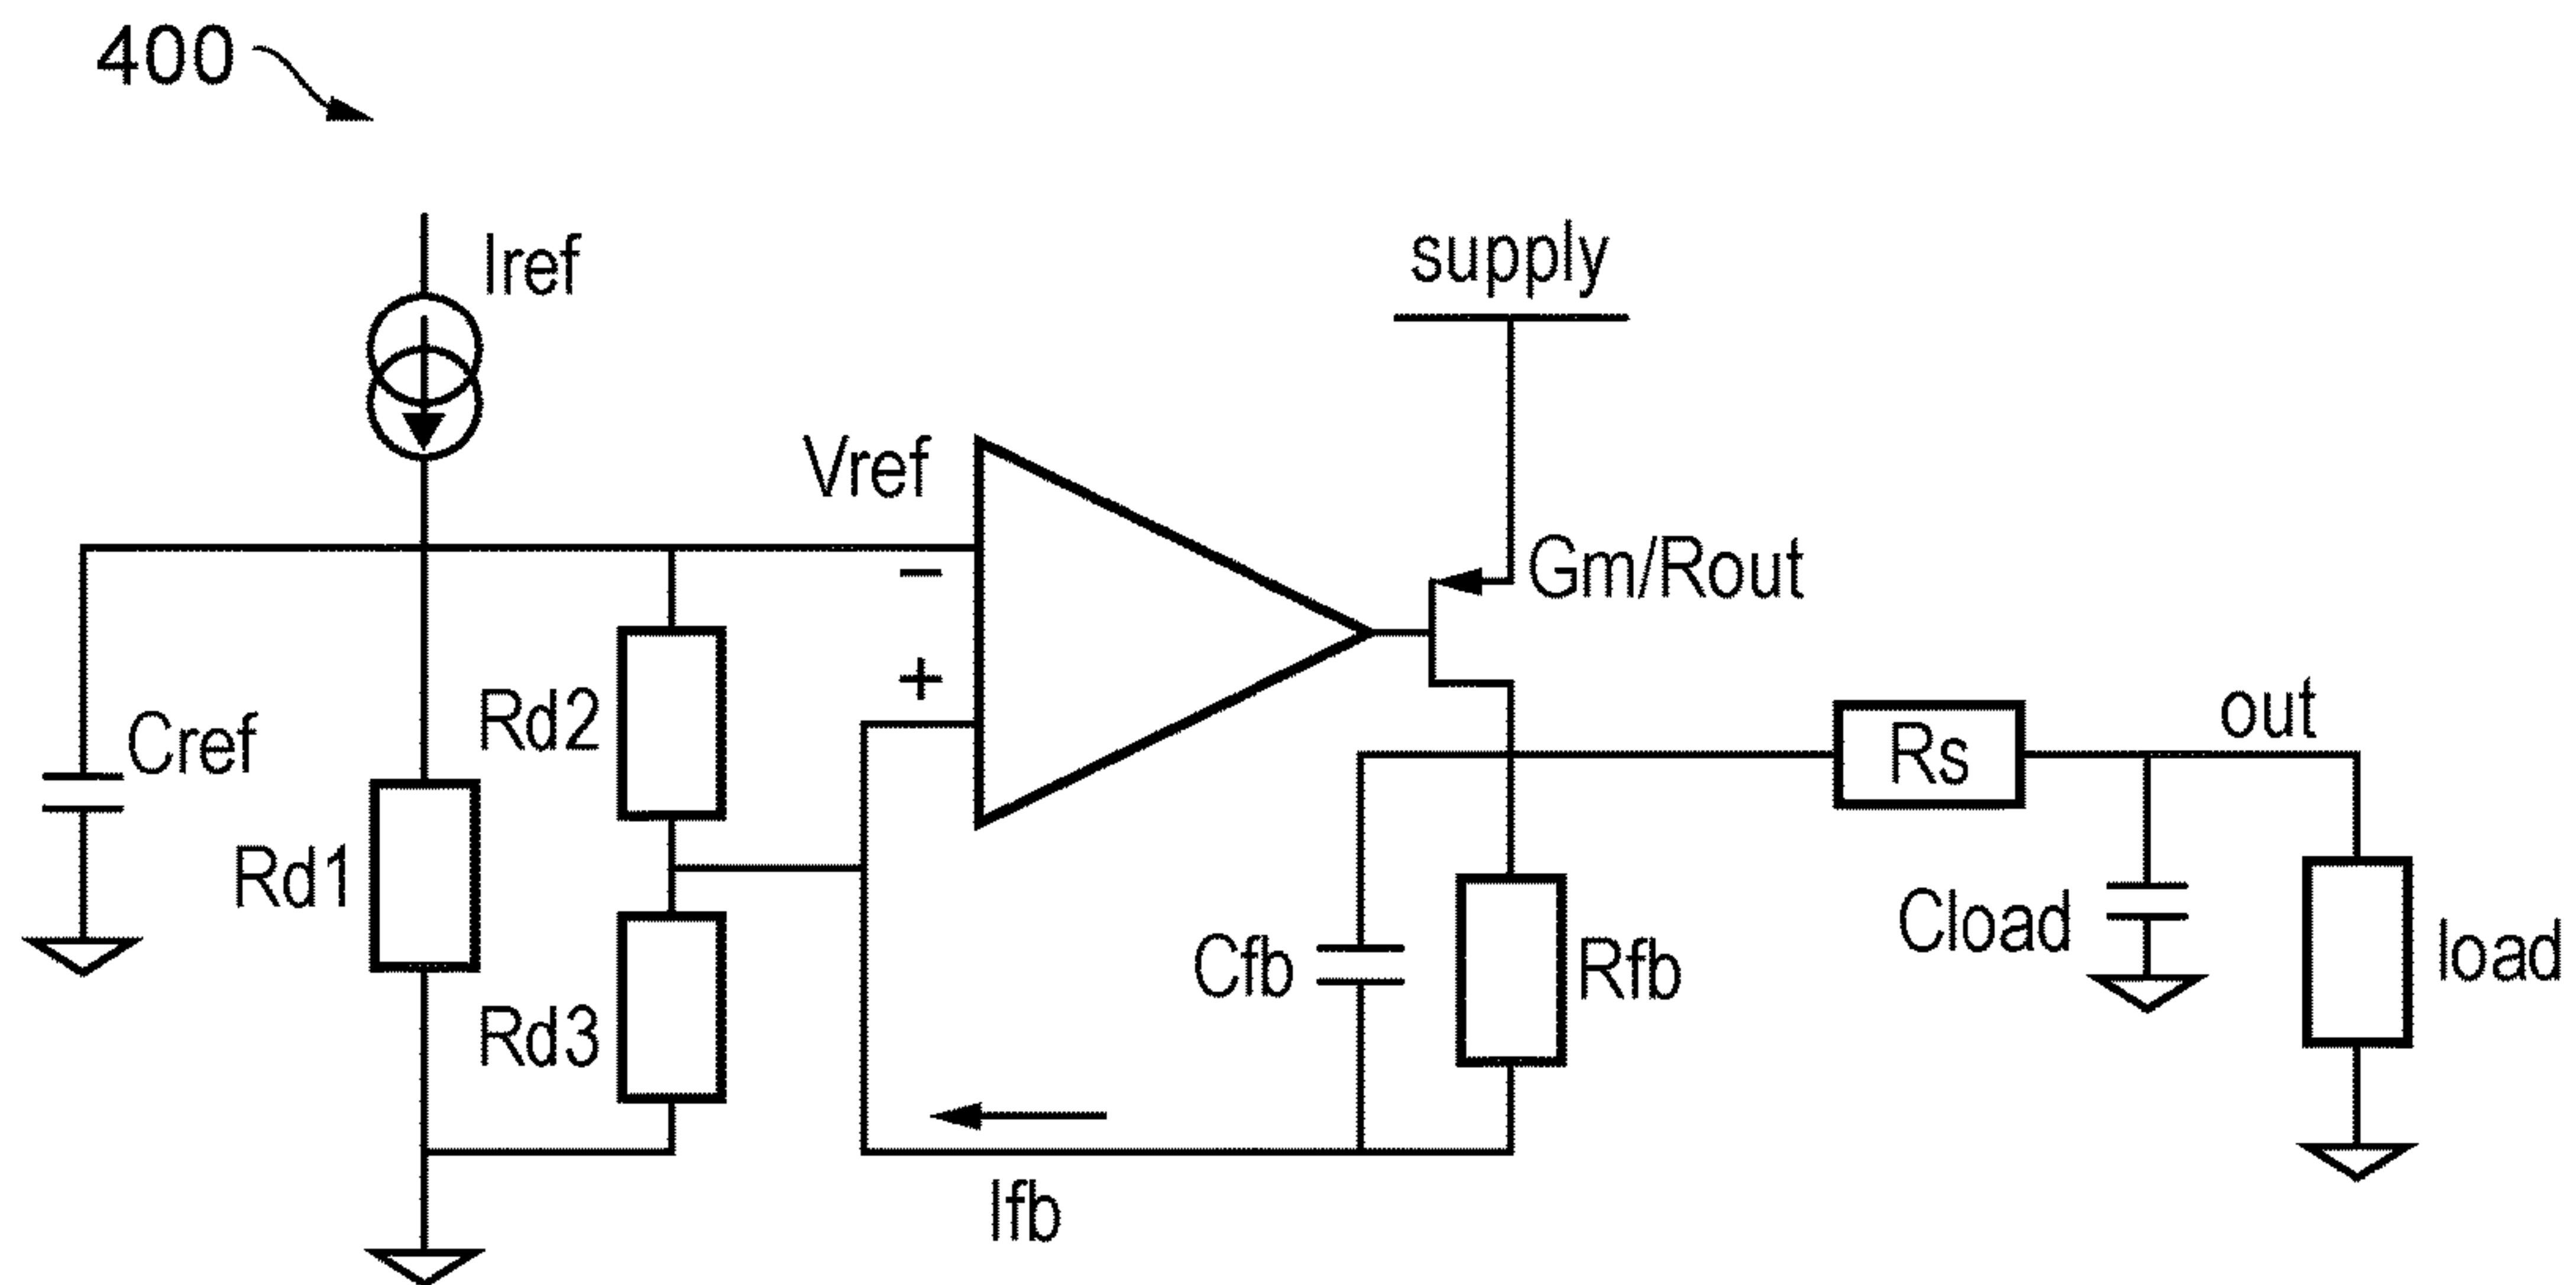 400
Iref
supply
Vref
Gm/Rout
−
+
Rd2
out
Cref
Rs
Rd1
Cload
load
Cfb
Rfb
Rd3
Ifb